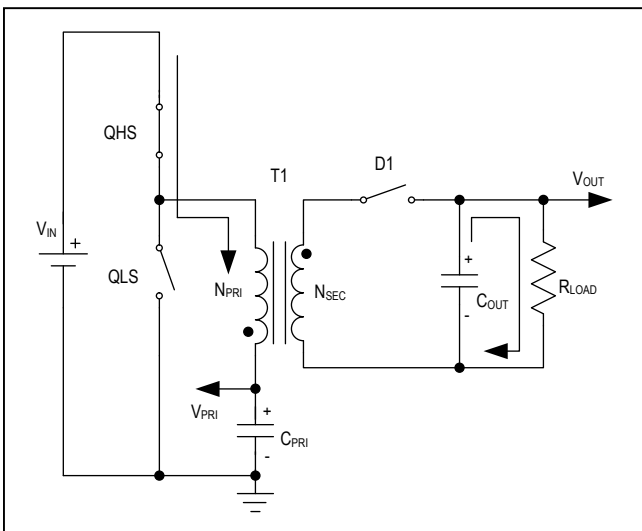 QHS
T1
D1
VOUT
VIN
+
QLS
NPRI
NSEC
+
COUT
-
RLOAD
VPRI
+
CPRI
-